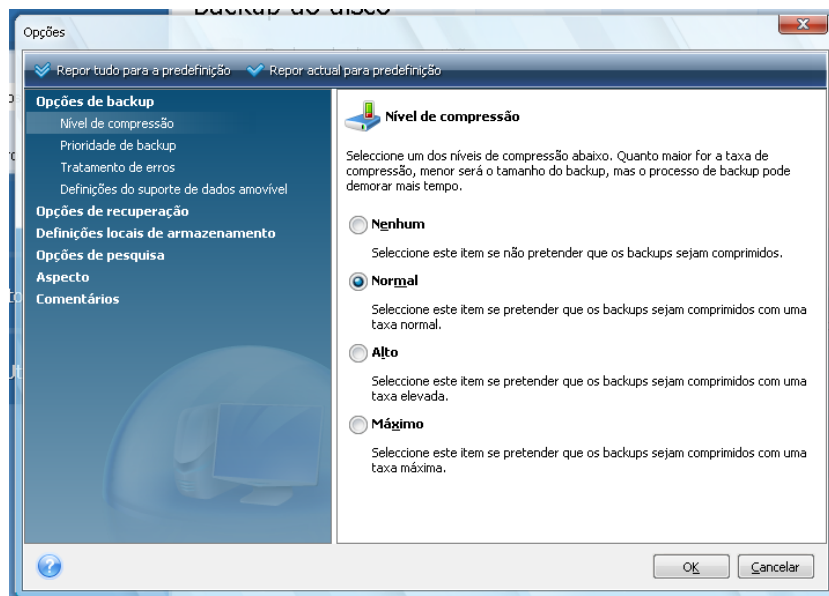 Backup do disco
Opções
Repor tudo para a predefinição Repor actual para predefinição
Opções de backup
Nível de compressão
Prioridade de backup
Tratamento de erros
Definições do suporte de dados amovível
Opções de recuperação
Definições locais de armazenamento
Opções de pesquisa
Aspecto
Comentários
Nível de compressão
Seleccione um dos níveis de compressão abaixo. Quanto maior for a taxa de
compressão, menor será o tamanho do backup, mas o processo de backup pode
demorar mais tempo.
Nenhum
Seleccione este item se não pretender que os backups sejam comprimidos.
Normal
Seleccione este item se pretender que os backups sejam comprimidos com uma
taxa normal.
Alto
Seleccione este item se pretender que os backups sejam comprimidos com uma
taxa elevada.
Máximo
Seleccione este item se pretender que os backups sejam comprimidos com uma
taxa máxima.
OK
Cancelar